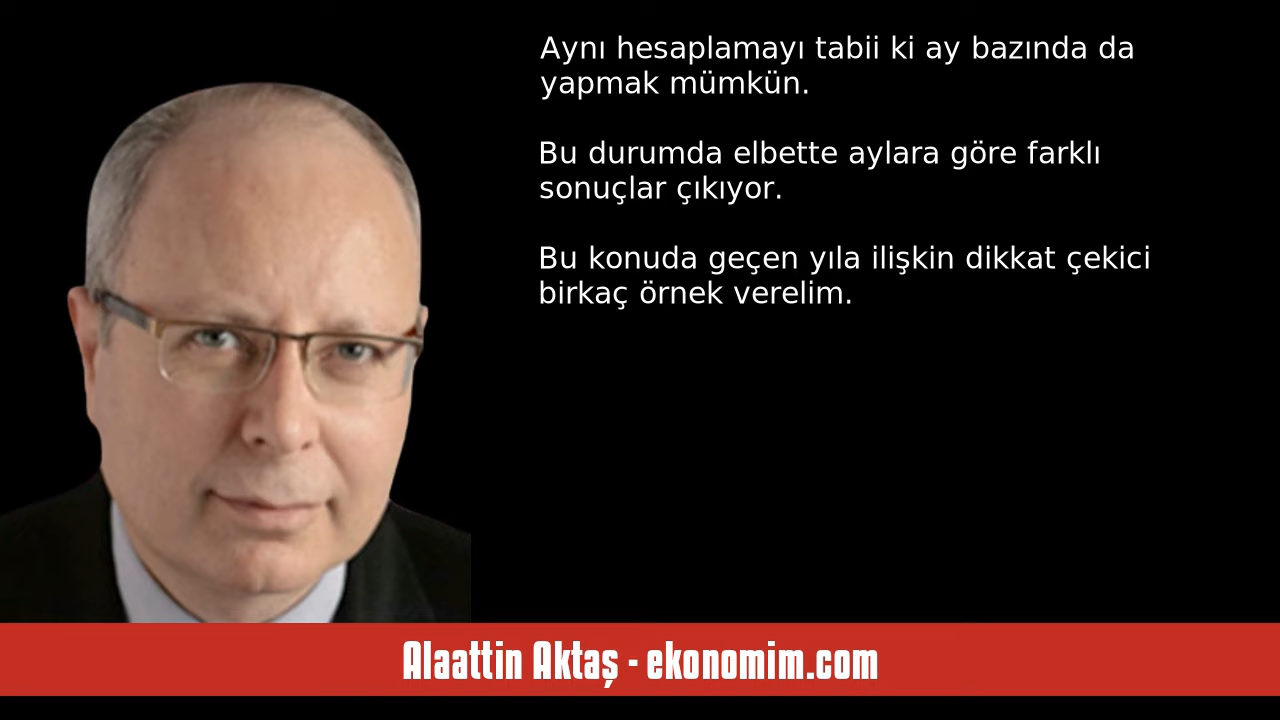 Aynı hesaplamayı tabii ki ay bazında da
yapmak mümkün.
Bu durumda elbette aylara göre farklı
sonuçlar çıkıyor.
Bu konuda geçen yıla ilişkin dikkat çekici
birkaç örnek verelim.
Alaattin Aktaş - ekonomim.com